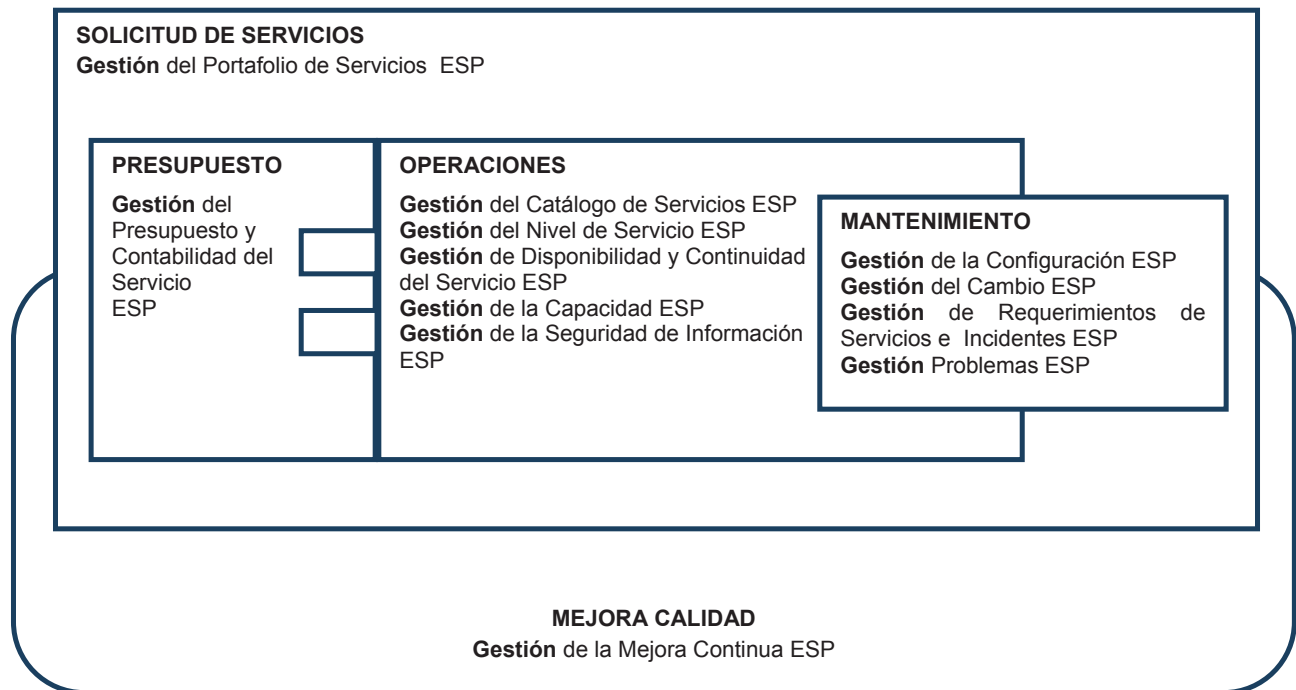 SOLICITUD DE SERVICIOS
Gestión del Portafolio de Servicios ESP
PRESUPUESTO
Gestión del
Presupuesto y
Contabilidad del
Servicio
ESP
OPERACIONES
Gestión del Catálogo de Servicios ESP
Gestión del Nivel de Servicio ESP
Gestión de Disponibilidad y Continuidad
del Servicio ESP
Gestión de la Capacidad ESP
Gestión de la Seguridad de Información
ESP
MANTENIMIENTO
Gestión de la Configuración ESP
Gestión del Cambio ESP
Gestión de Requerimientos de
Servicios e Incidentes ESP
Gestión Problemas ESP
MEJORA CALIDAD
Gestión de la Mejora Continua ESP